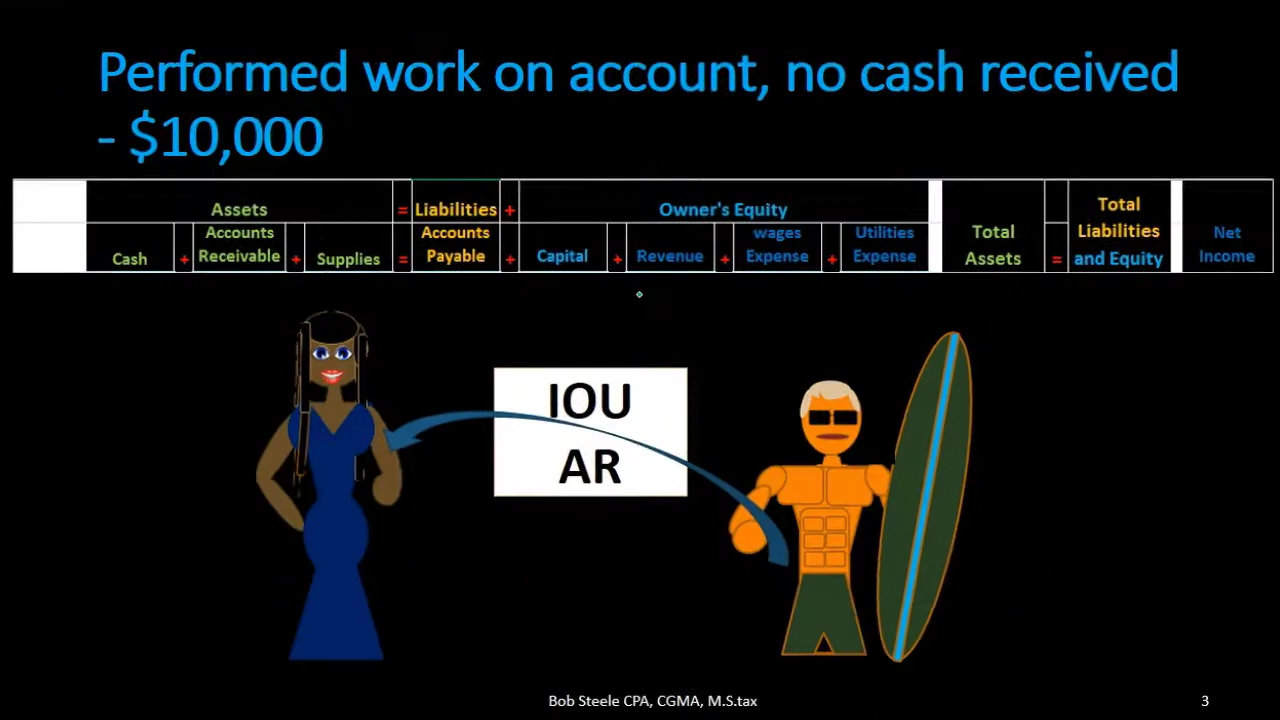 Performed work on account, no cash received
- $10,000
Assets = Liabilities + Owner's Equity Total Assets = Total Liabilities and Equity Net Income
Cash + Accounts Receivable + Supplies = Accounts Payable + Capital + Revenue + wages Expense + Utilities Expense
IOU
AR
Bob Steele CPA, CGMA, M.S.tax
3